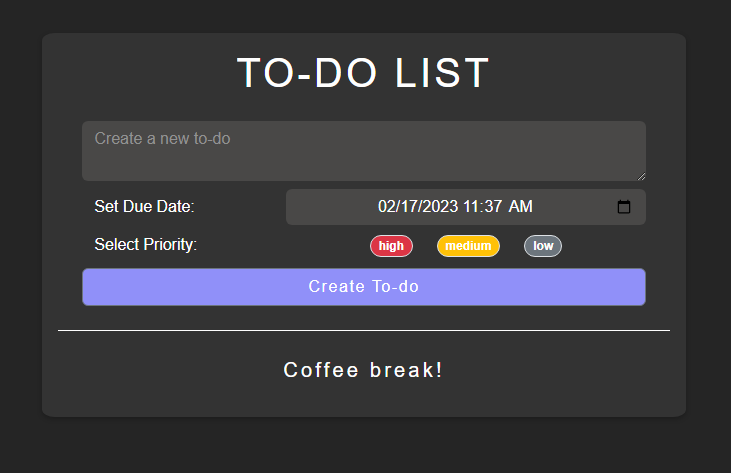 TO-DO LIST
Create a new to-do
Set Due Date: 02/17/2023 11:37 AM
Select Priority: high medium low
Create To-do
Coffee break!